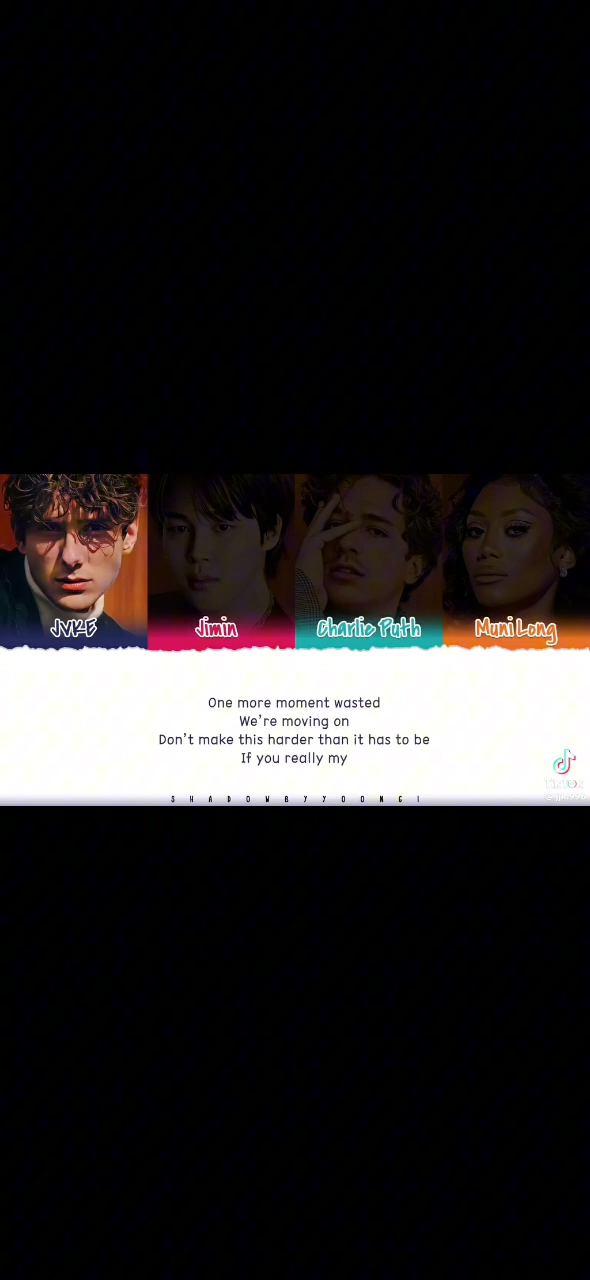 JVKE
Jimin
Charlie Puth
Muni Long
One more moment wasted
We're moving on
Don't make this harder than it has to be
If you really my
SHADOWBYYOONGI
TikTok